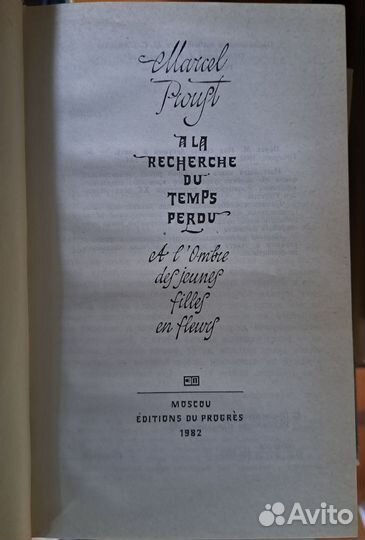 Marcel
Proust
A LA
RECHERCHE
DU
TEMPS
PERDU
A l'Ombre
des jeunes
filles
en fleurs
MOSCOU
ÉDITIONS DU PROGRÈS
1982
Avito